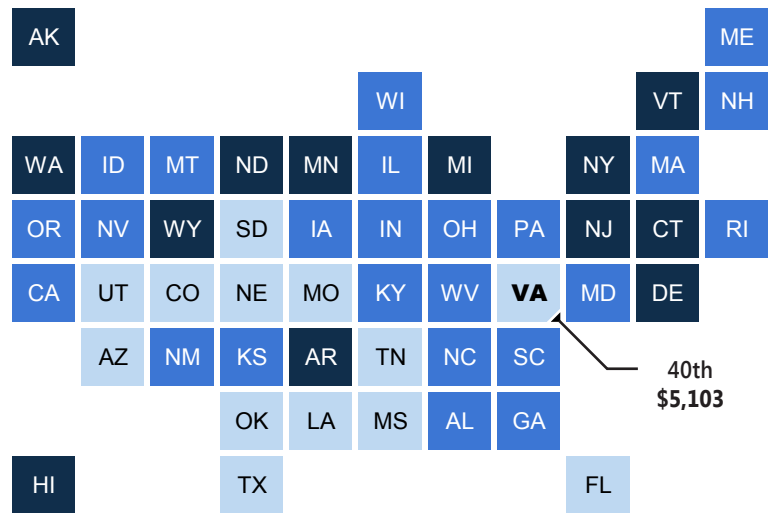 AK ME
WI VT NH
WA ID MT ND MN IL MI NY MA
OR NV WY SD IA IN OH PA NJ CT RI
CA UT CO NE MO KY WV VA MD DE
AZ NM KS AR TN NC SC
40th
$5,103
OK LA MS AL GA
HI TX FL